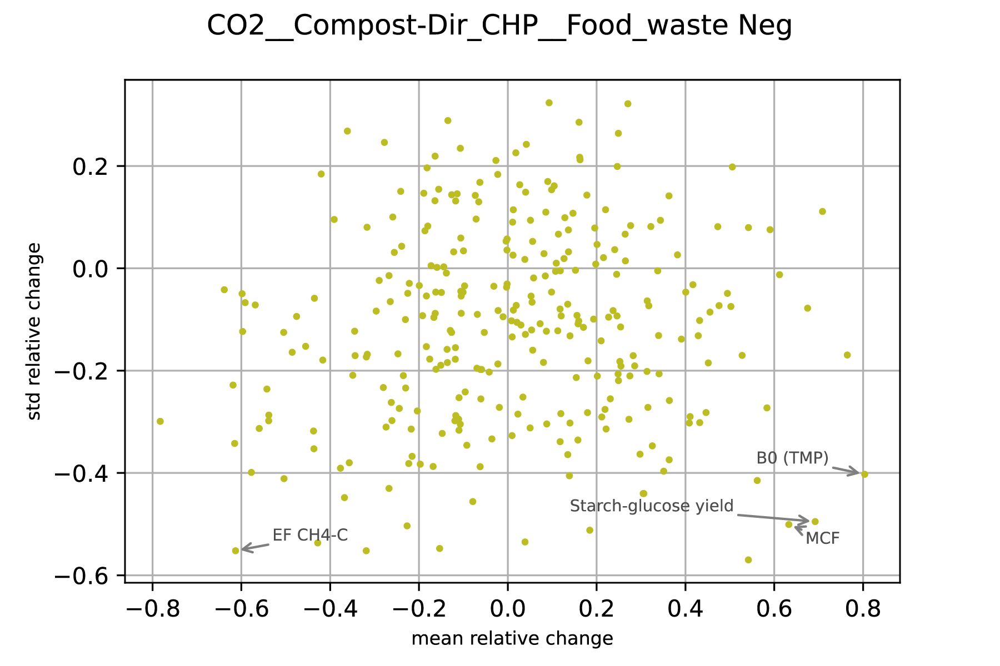 CO2__Compost-Dir_CHP__Food_waste Neg
std relative change
0.2
0.0
−0.2
−0.4
−0.6
B0 (TMP)
Starch-glucose yield
EF CH4-C
MCF
−0.8 −0.6 −0.4 −0.2 0.0 0.2 0.4 0.6 0.8
mean relative change